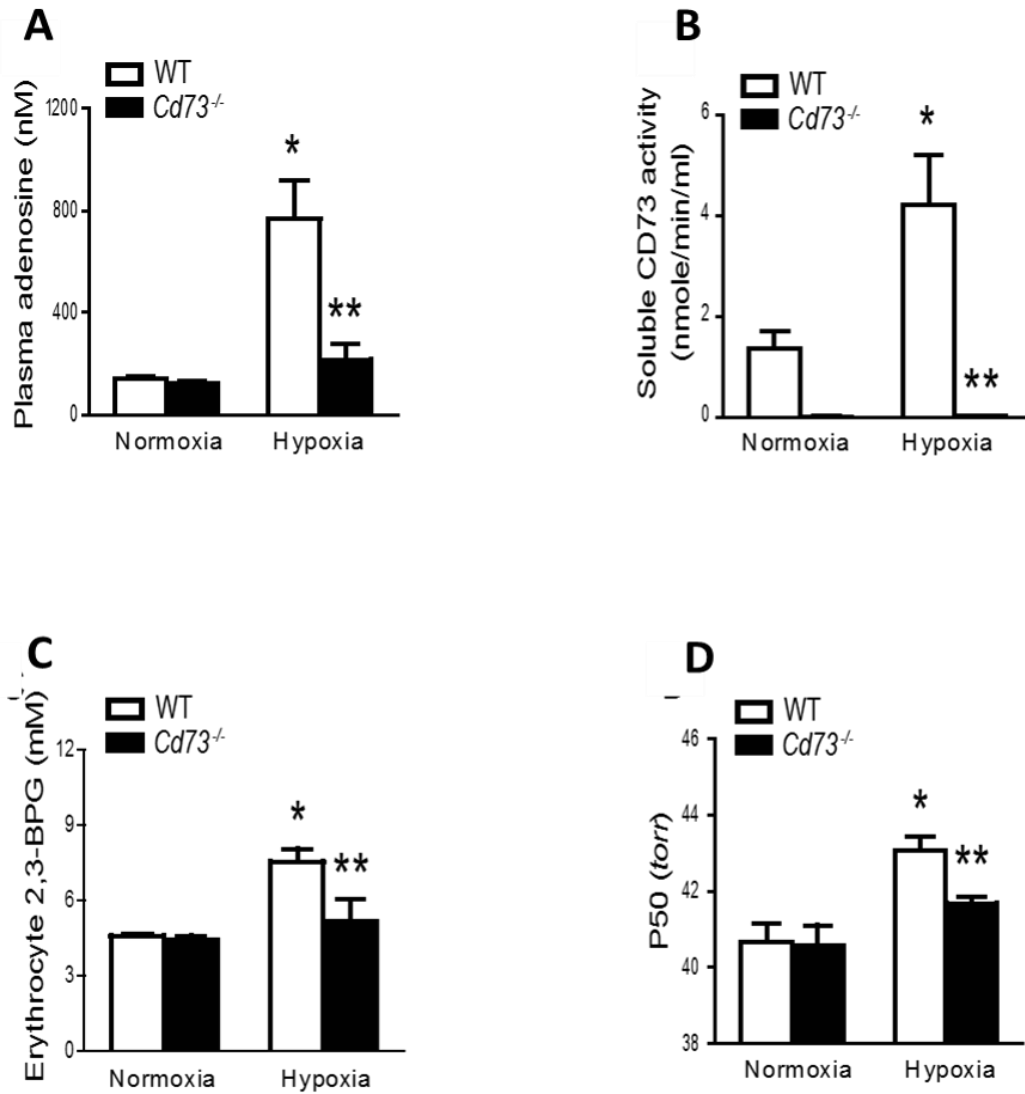 A
WT
Cd73-/-
Plasma adenosine (nM)
1200
800
400
0
*
**
Normoxia
Hypoxia
B
WT
Cd73-/-
Soluble CD73 activity
(nmole/min/ml)
6
4
2
0
*
**
Normoxia
Hypoxia
C
WT
Cd73-/-
Erythrocyte 2,3-BPG (mM)
12
9
6
3
0
*
**
Normoxia
Hypoxia
D
WT
Cd73-/-
P50 (torr)
46
44
42
40
38
*
**
Normoxia
Hypoxia